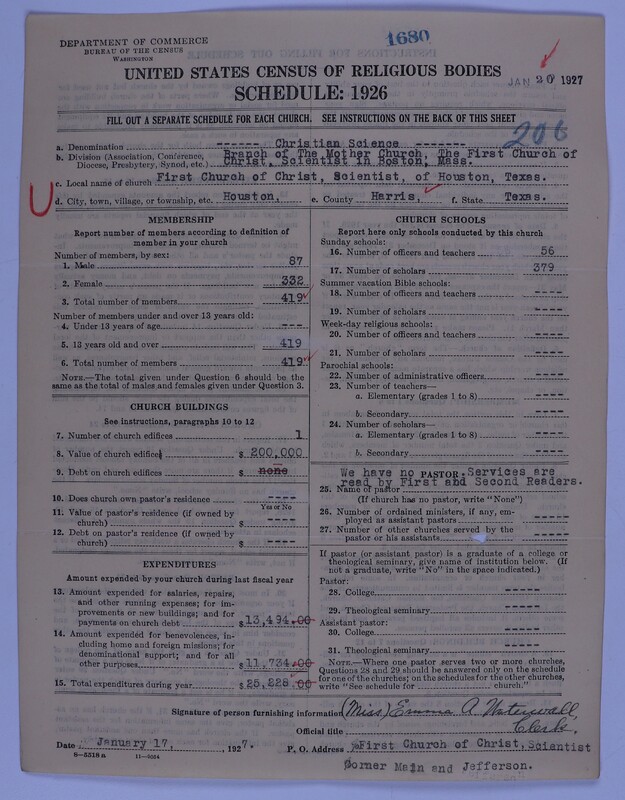 DEPARTMENT OF COMMERCE
BUREAU OF THE CENSUS
WASHINGTON
1680
UNITED STATES CENSUS OF RELIGIOUS BODIES
JAN 20 1927
SCHEDULE: 1926
FILL OUT A SEPARATE SCHEDULE FOR EACH CHURCH. SEE INSTRUCTIONS ON THE BACK OF THIS SHEET
206
a. Denomination ------ Christian Science -------
b. Division (Association, Conference, Diocese, Presbytery, Synod, etc.) Branch of The Mother Church, The First Church of
Christ, Scientist in Boston, Mass.
c. Local name of church First Church of Christ, Scientist, of Houston, Texas.
d. City, town, village, or township, etc. Houston, e. County Harris, f. State Texas.
MEMBERSHIP
Report number of members according to definition of
member in your church
Number of members, by sex:
1. Male 87
2. Female 332
3. Total number of members 419
Number of members under and over 13 years old:
4. Under 13 years of age ---
5. 13 years old and over 419
6. Total number of members 419
NOTE.—The total given under Question 6 should be
same as the total of males and females given under Question 3.
CHURCH BUILDINGS
See instructions, paragraphs 10 to 12
7. Number of church edifices 1
8. Value of church edifices $ 200,000
9. Debt on church edifices $ none
10. Does church own pastor's residence ----
Yes or No
11. Value of pastor's residence (if owned by
church) $ ----
12. Debt on pastor's residence (if owned by
church) $ ----
EXPENDITURES
Amount expended by your church during last fiscal year
13. Amount expended for salaries, repairs,
and other running expenses; for im-
provements or new buildings; and for
payments on church debt $ 13,494.00
14. Amount expended for benevolences, in-
cluding home and foreign missions; for
denominational support; and for all
other purposes $ 11,734.00
15. Total expenditures during year $ 25,228.00
CHURCH SCHOOLS
Report here only schools conducted by this church
Sunday schools:
16. Number of officers and teachers 56
17. Number of scholars 379
Summer vacation Bible schools:
18. Number of officers and teachers ----
19. Number of scholars ----
Week-day religious schools:
20. Number of officers and teachers ----
21. Number of scholars ----
Parochial schools:
22. Number of administrative officers ----
23. Number of teachers—
a. Elementary (grades 1 to 8) ----
b. Secondary ----
24. Number of scholars—
a. Elementary (grades 1 to 8) ----
b. Secondary ----
We have no PASTOR. Services are
read by First and Second Readers.
25. Name of pastor
(If church has no pastor, write "None")
26. Number of ordained ministers, if any, em-
ployed as assistant pastors ----
27. Number of other churches served by the
pastor or his assistants ----
If pastor (or assistant pastor) is a graduate of a college or
theological seminary, give name of institution below. (If
not a graduate, write "No" in the space indicated.)
Pastor:
28. College -----
29. Theological seminary -----
Assistant pastor:
30. College -----
31. Theological seminary -----
NOTE.—Where one pastor serves two or more churches,
Questions 28 and 29 should be answered only on the schedule
for one of the churches; on the schedules for the other churches,
write "See schedule for church."
Signature of person furnishing information (Miss) Emma A.
Official title Clerk.
Date January 17, 1927. P. O. Address % First Church of Christ, Scientist
Corner Main and Jefferson.
8—5518 a 11—9024